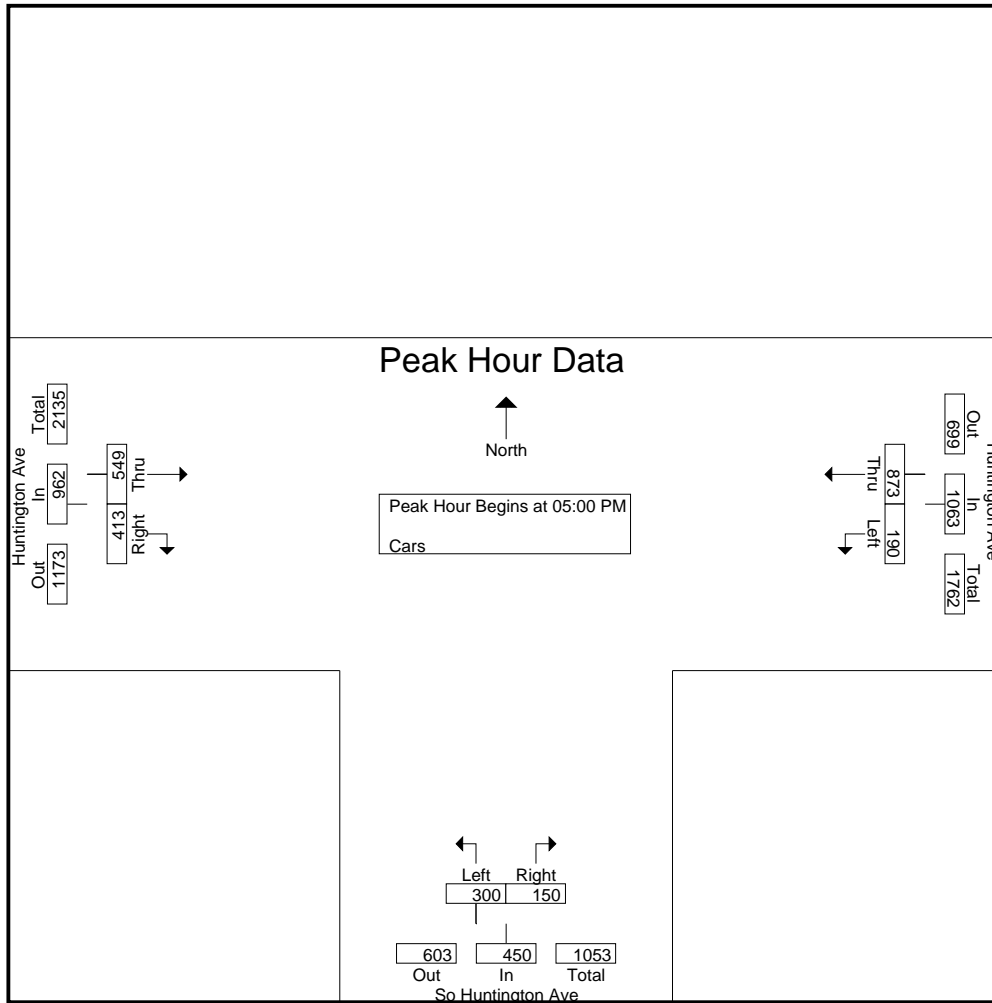 Peak Hour Data
North
Peak Hour Begins at 05:00 PM
Cars
Huntington Ave
Out In Total
1173 962 2135
Right Thru
413 549
Huntington Ave
Out In Total
699 1063 1762
Thru Left
873 190
Left Right
300 150
603 450 1053
Out In Total
So Huntington Ave